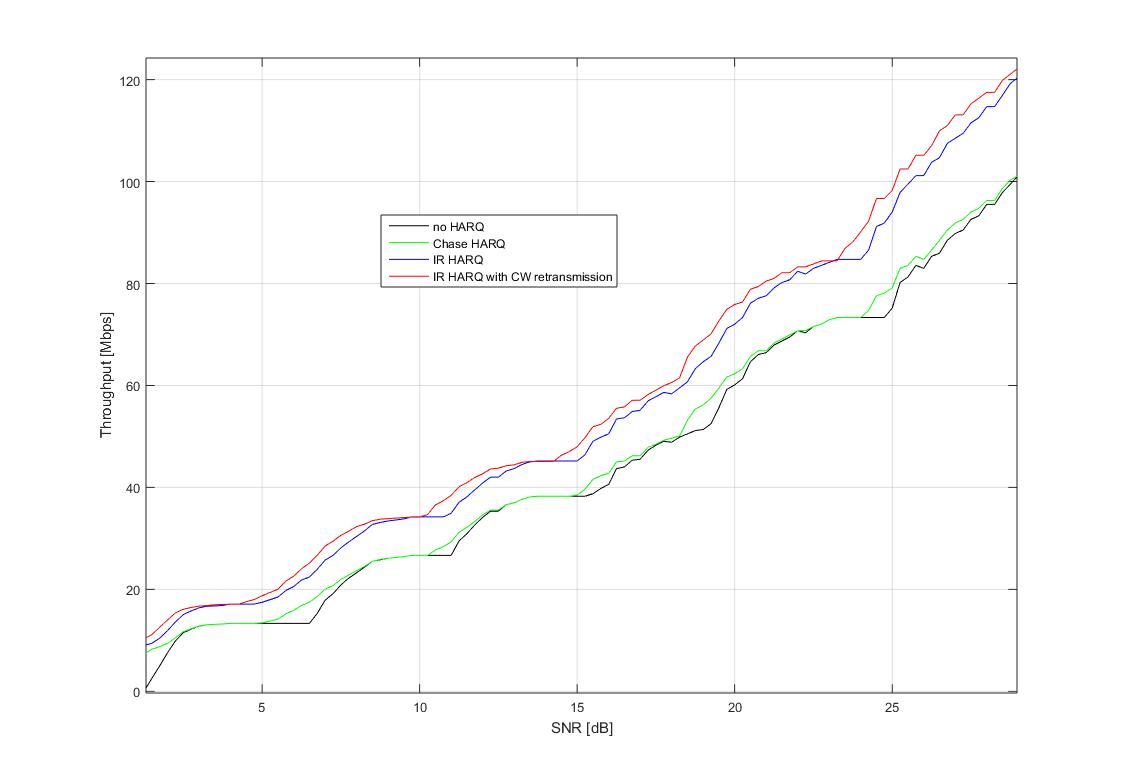 120
100
80
60
40
20
0
Throughput [Mbps]
no HARQ
Chase HARQ
IR HARQ
IR HARQ with CW retransmission
5 10 15 20 25
SNR [dB]